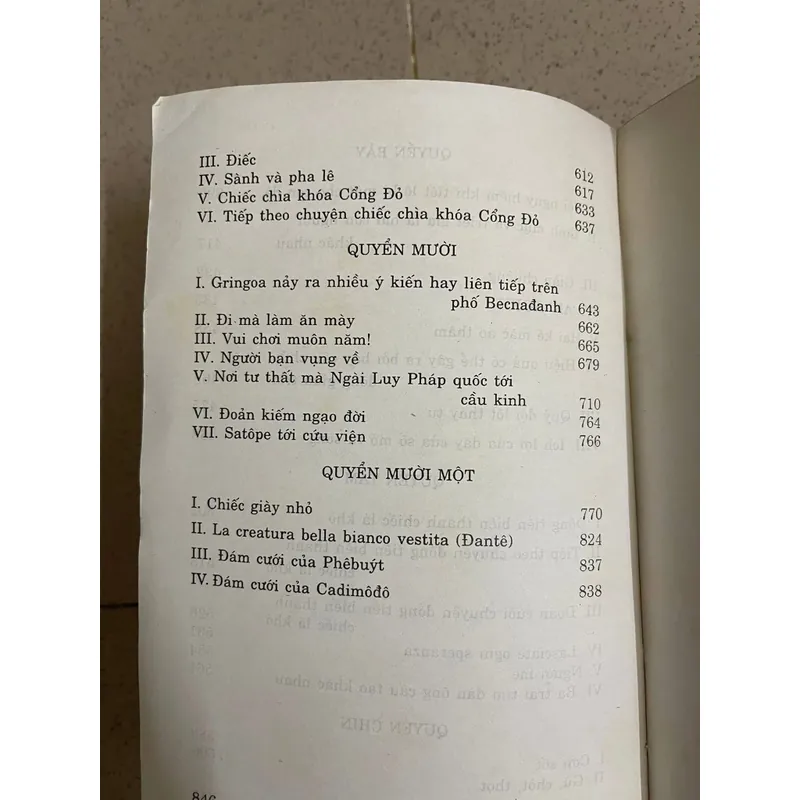 III. Điếc 612
IV. Sành và pha lê 617
V. Chiếc chìa khóa Cổng Đỏ 633
VI. Tiếp theo chuyện chiếc chìa khóa Cổng Đỏ 637
QUYỂN MƯỜI
I. Gringoa nảy ra nhiều ý kiến hay liên tiếp trên
phố Becnađanh 643
II. Đi mà làm ăn mày 662
III. Vui chơi muôn năm! 665
IV. Người bạn vụng về 679
V. Nơi tư thất mà Ngài Luy Pháp quốc tới
cầu kinh 710
VI. Đoản kiếm ngạo đời 764
VII. Satôpe tới cứu viện 766
QUYỂN MƯỜI MỘT
I. Chiếc giày nhỏ 770
II. La creatura bella bianco vestita (Đantê) 824
III. Đám cưới của Phêbuýt 837
IV. Đám cưới của Cadimôđô 838
846